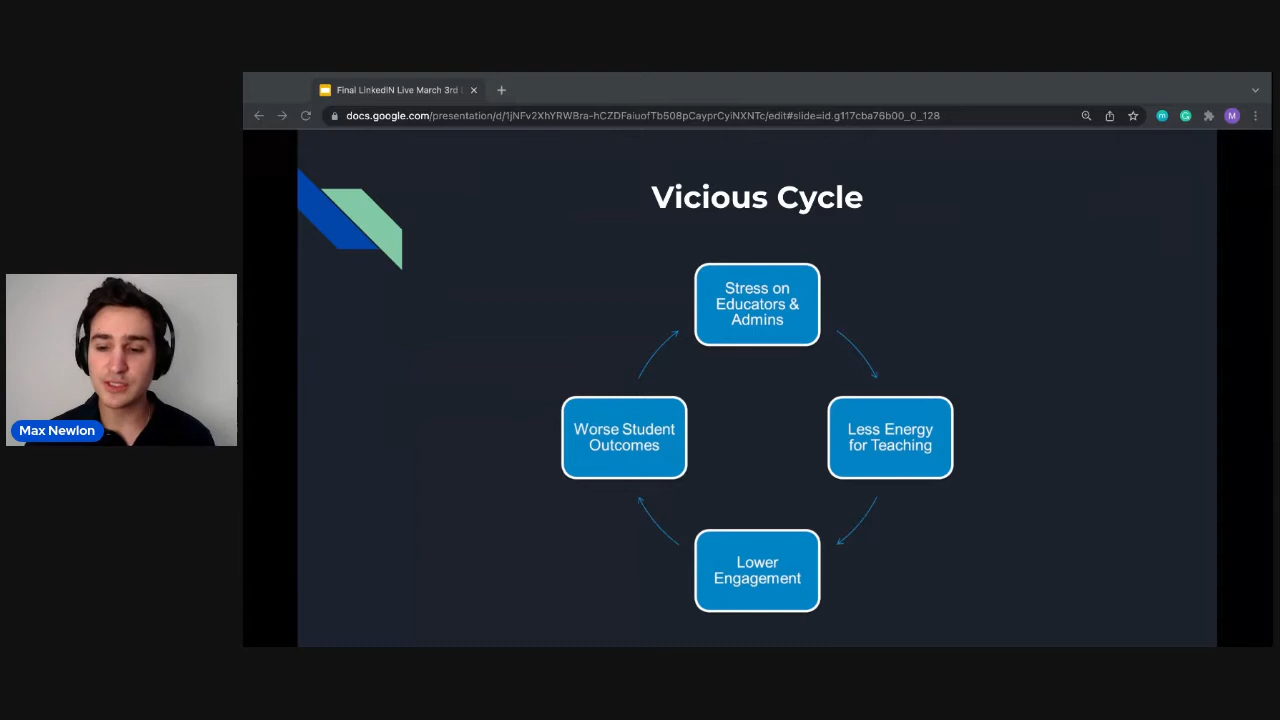 Final LinkedIN Live March 3rd
docs.google.com/presentation/d/1jNFv2XhYRWBra-hCZDFaiuofTb508pCayprCyiNXNTc/edit#slide=id.g117cba76b00_0_128
M
Vicious Cycle
Stress on
Educators &
Admins
Worse Student
Outcomes
Less Energy
for Teaching
Lower
Engagement
Max Newlon